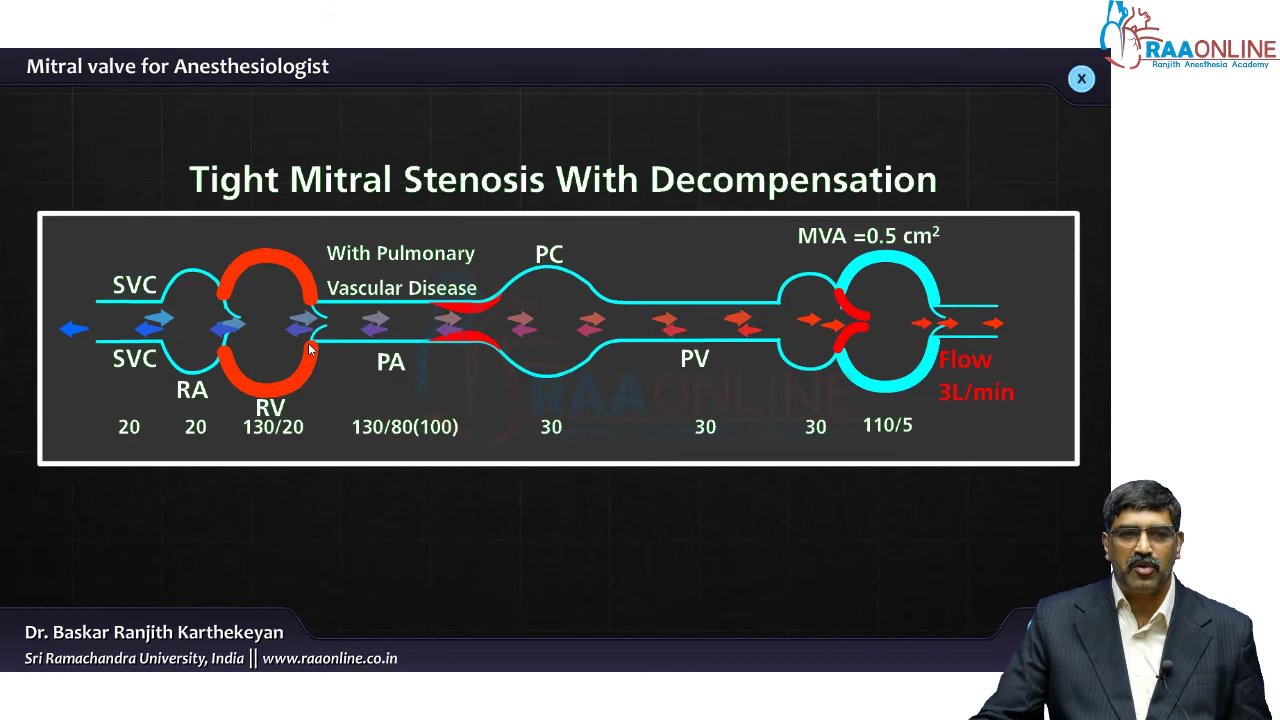 RAAONLINE
Ranjith Anesthesia Academy
Mitral valve for Anesthesiologist
X
Tight Mitral Stenosis With Decompensation
With Pulmonary
Vascular Disease
PC
MVA =0.5 cm²
SVC
SVC
RA
RV
PA
PV
Flow
3L/min
20 20 130/20 130/80(100) 30 30 30 110/5
RAAONLINE
Dr. Baskar Ranjith Karthekeyan
Sri Ramachandra University, India || www.raaonline.co.in